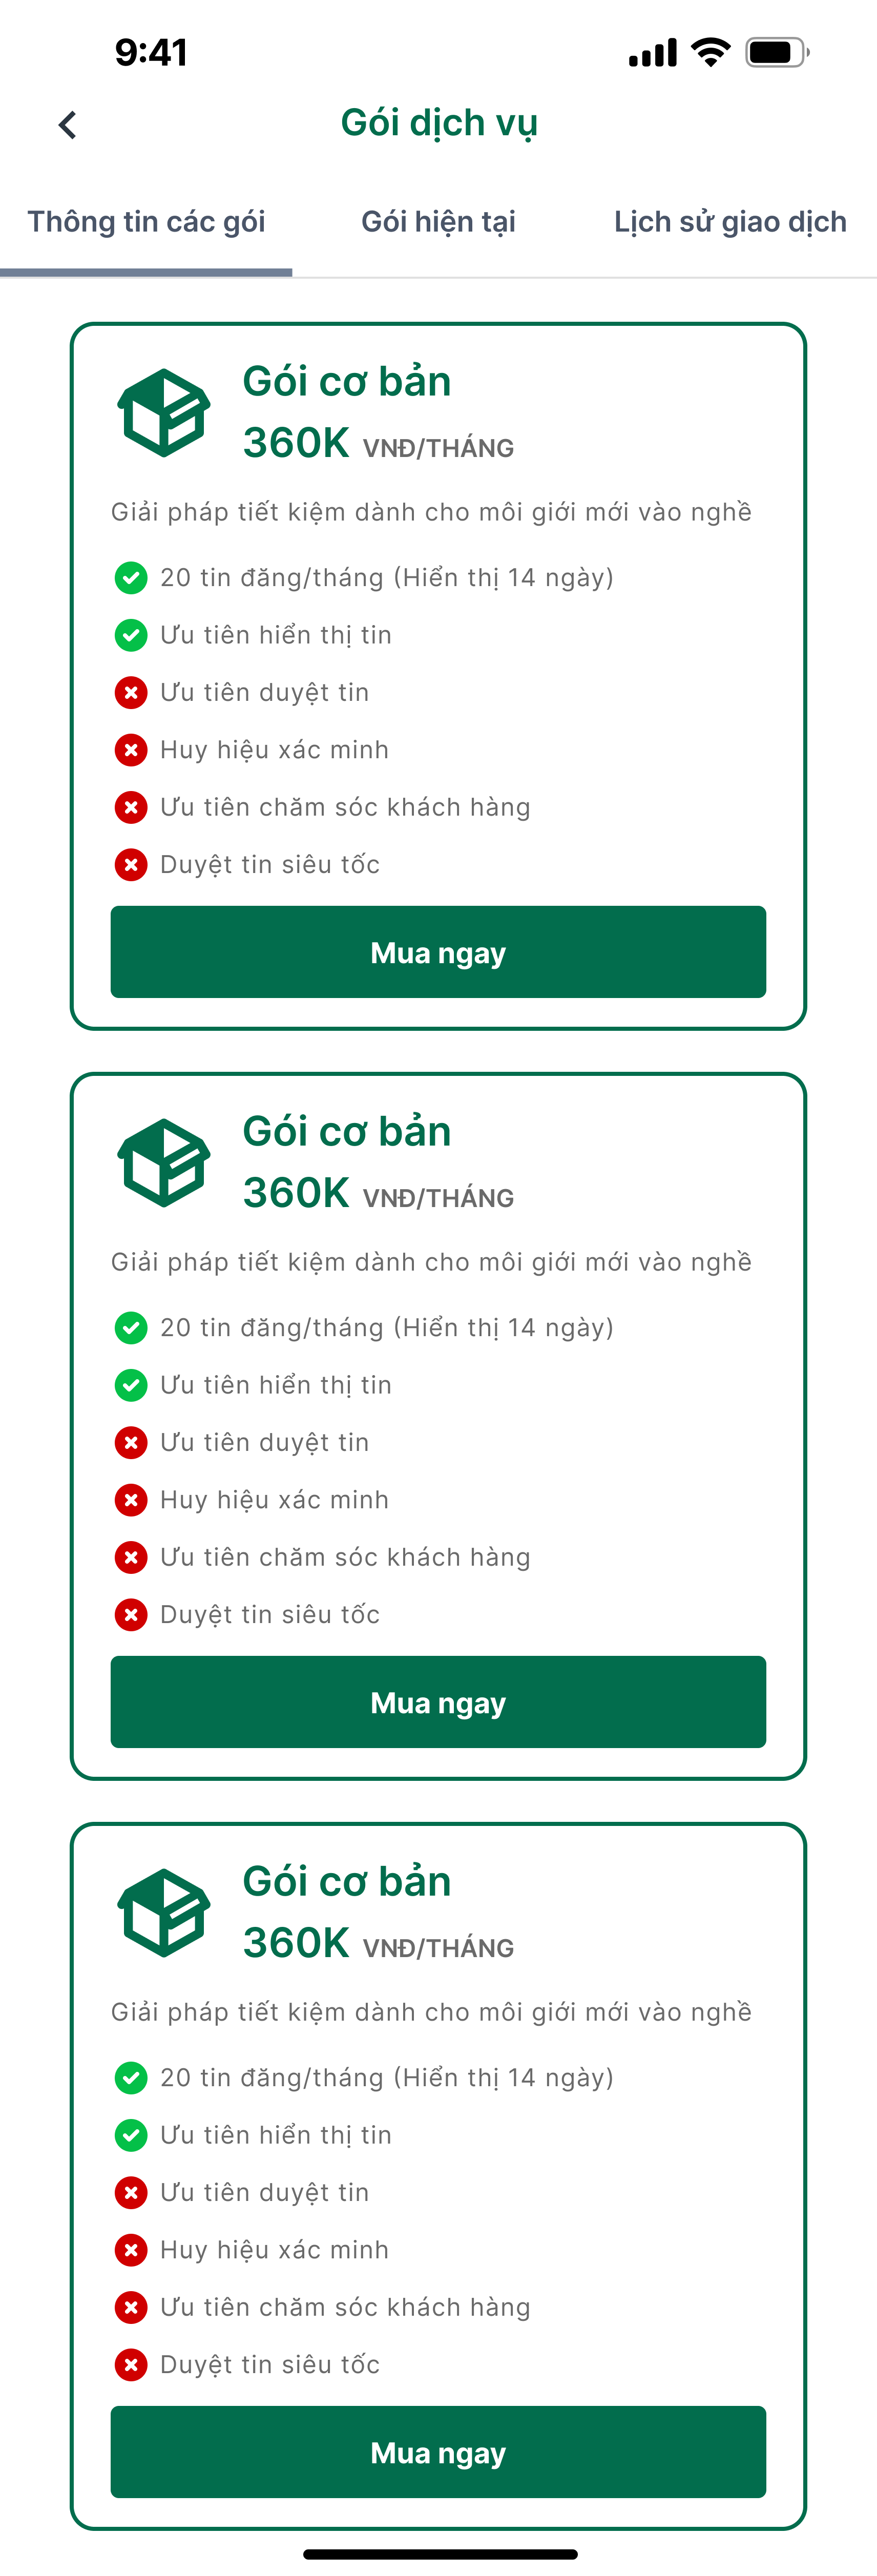 9:41
Gói dịch vụ
Thông tin các gói
Gói hiện tại
Lịch sử giao dịch
Gói cơ bản
360K VNĐ/THÁNG
Giải pháp tiết kiệm dành cho môi giới mới vào nghề
20 tin đăng/tháng (Hiển thị 14 ngày)
Ưu tiên hiển thị tin
Ưu tiên duyệt tin
Huy hiệu xác minh
Ưu tiên chăm sóc khách hàng
Duyệt tin siêu tốc
Mua ngay
Gói cơ bản
360K VNĐ/THÁNG
Giải pháp tiết kiệm dành cho môi giới mới vào nghề
20 tin đăng/tháng (Hiển thị 14 ngày)
Ưu tiên hiển thị tin
Ưu tiên duyệt tin
Huy hiệu xác minh
Ưu tiên chăm sóc khách hàng
Duyệt tin siêu tốc
Mua ngay
Gói cơ bản
360K VNĐ/THÁNG
Giải pháp tiết kiệm dành cho môi giới mới vào nghề
20 tin đăng/tháng (Hiển thị 14 ngày)
Ưu tiên hiển thị tin
Ưu tiên duyệt tin
Huy hiệu xác minh
Ưu tiên chăm sóc khách hàng
Duyệt tin siêu tốc
Mua ngay